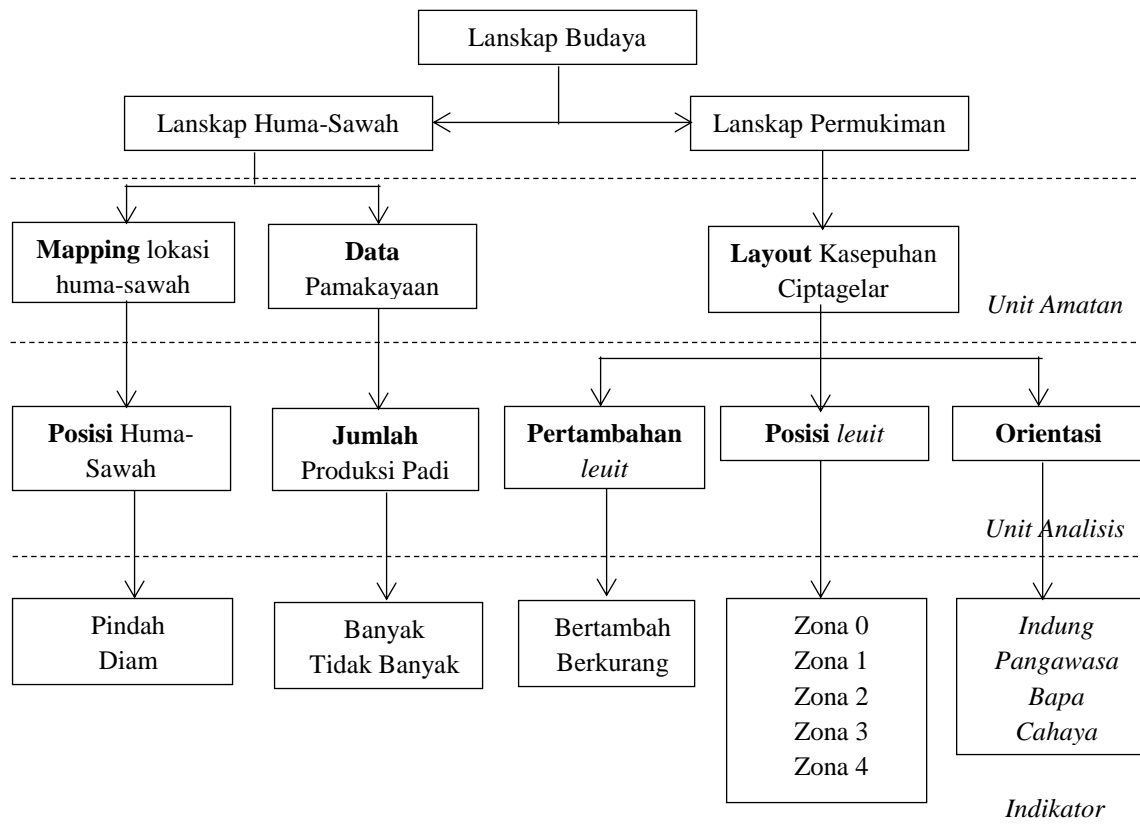 Lanskap Budaya
Lanskap Huma-Sawah
Lanskap Permukiman
Mapping lokasi
huma-sawah
Data
Pamakayaan
Layout Kasepuhan
Ciptagelar
Unit Amatan
Posisi Huma-
Sawah
Jumlah
Produksi Padi
Pertambahan
leuit
Posisi leuit
Orientasi
Unit Analisis
Pindah
Diam
Banyak
Tidak Banyak
Bertambah
Berkurang
Zona 0
Zona 1
Zona 2
Zona 3
Zona 4
Indung
Pangawasa
Bapa
Cahaya
Indikator